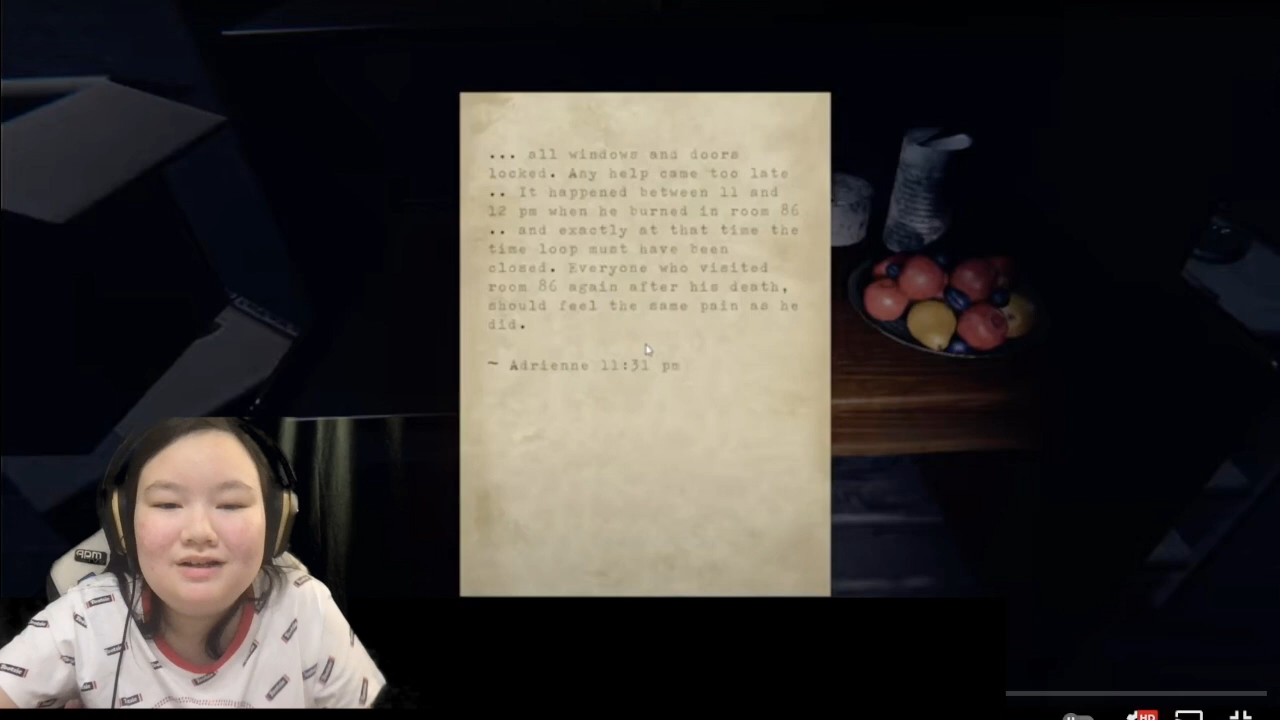 ... all windows and doors
locked. Any help came too late
.. It happened between 11 and
12 pm when he burned in room 86
.. and exactly at that time the
time loop must have been
closed. Everyone who visited
room 86 again after his death,
should feel the same pain as he
did.
~ Adrienne 11:31 pm
HD